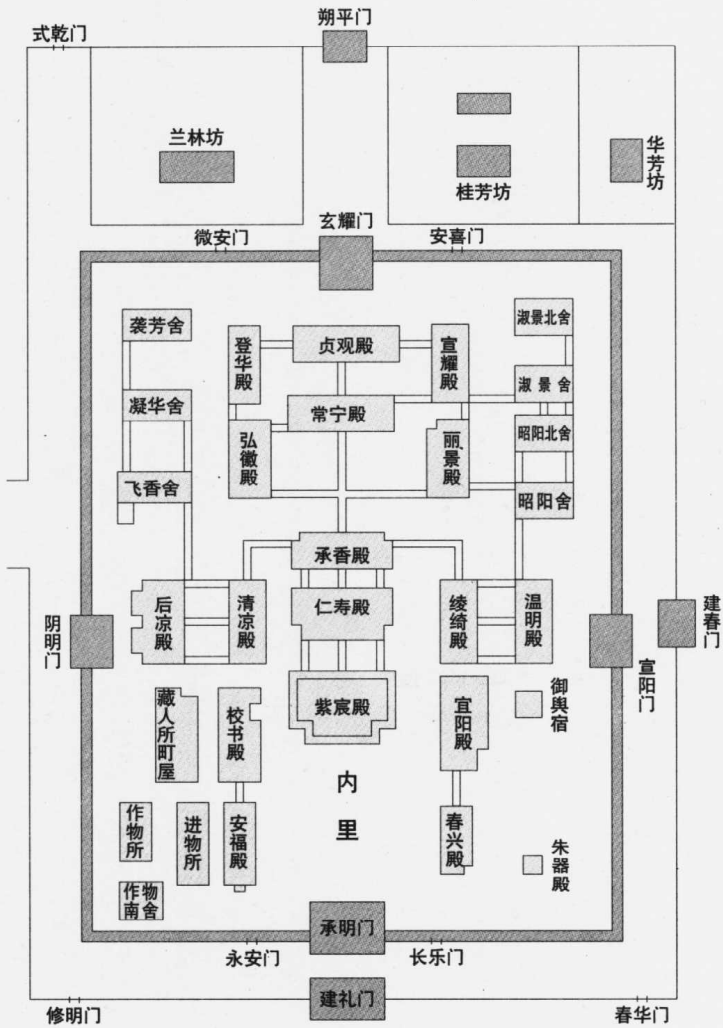 朔平门
式乾门
兰林坊
桂芳坊
华芳坊
玄耀门
微安门
安喜门
袭芳舍
登华殿
贞观殿
宣耀殿
淑景北舍
凝华舍
常宁殿
淑景舍
弘徽殿
丽景殿
昭阳北舍
飞香舍
昭阳舍
承香殿
后凉殿
清凉殿
仁寿殿
绫绮殿
温明殿
阴明门
宣阳门
建春门
藏人所町屋
校书殿
紫宸殿
宜阳殿
御舆宿
内里
作物所
进物所
安福殿
春兴殿
朱器殿
作物
南舍
承明门
永安门
长乐门
修明门
建礼门
春华门